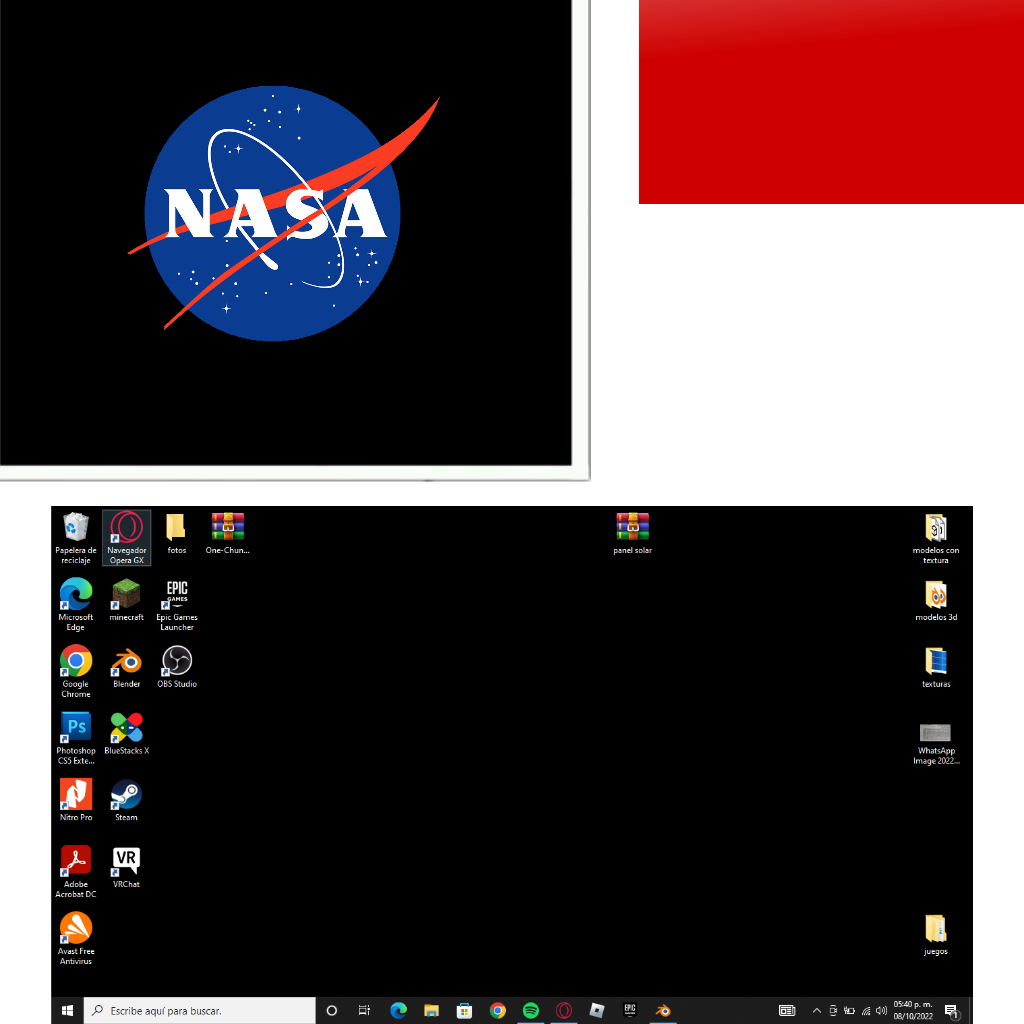 NASA
Papelera de
reciclaje
Navegador
Opera GX
fotos
One-Chun...
panel solar
modelos con
textura
Microsoft
Edge
minecraft
EPIC
GAMES
Epic Games
Launcher
modelos 3d
Google
Chrome
Blender
OBS Studio
texturas
Ps
Photoshop
CS5 Exte...
BlueStacks X
WhatsApp
Image 2022...
Nitro Pro
Steam
Adobe
Acrobat DC
VR
VRChat
Avast Free
Antivirus
juegos
Escribe aquí para buscar.
EPIC
05:40 p. m.
08/10/2022
1